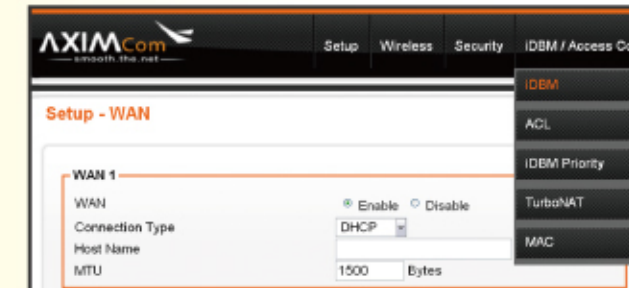 AXIMCom
smooth.the.net
Setup Wireless Security iDBM / Access Co
iDBM
ACL
iDBM Priority
TurboNAT
MAC
Setup - WAN
WAN 1
WAN Enable Disable
Connection Type DHCP
Host Name
MTU 1500 Bytes